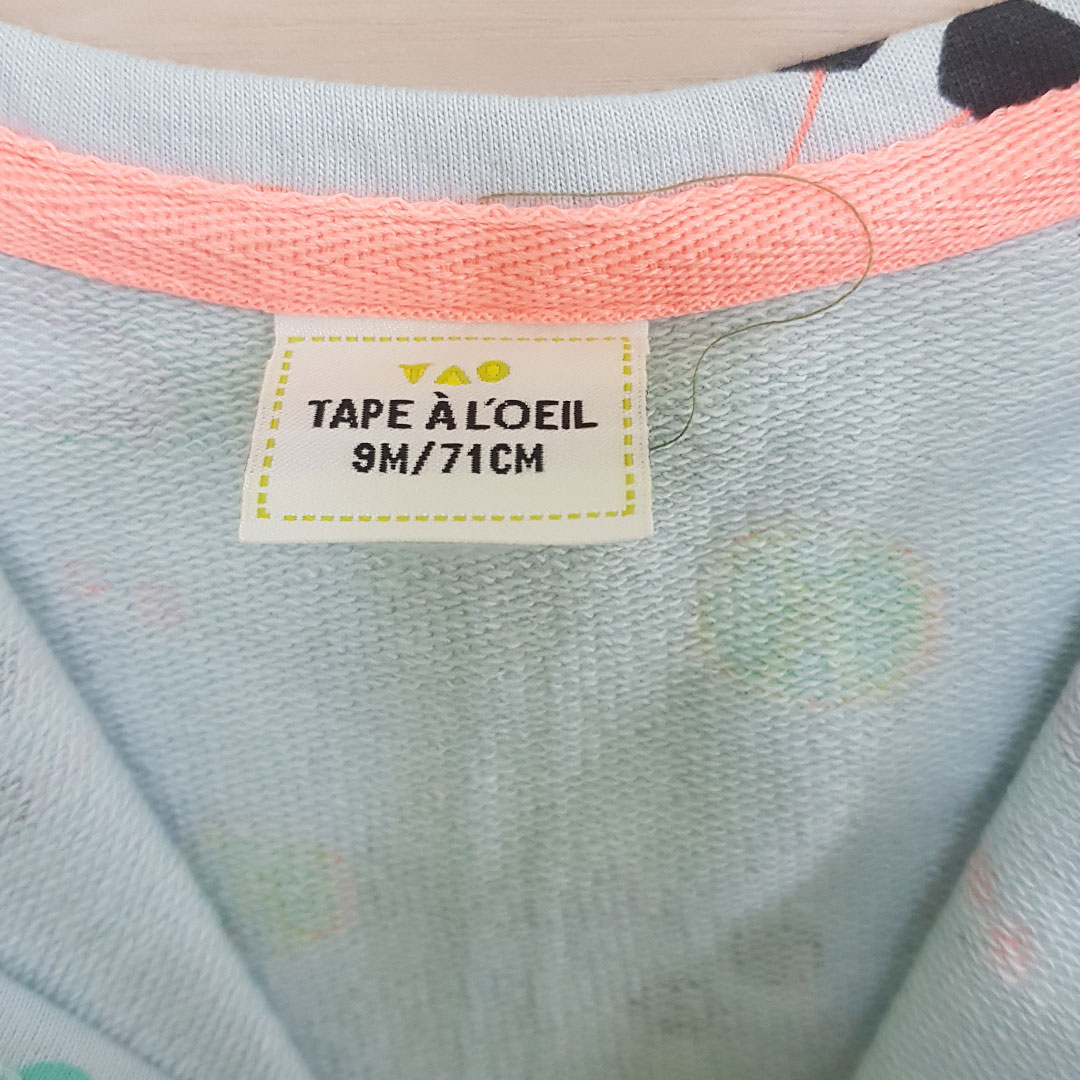 TAO
TAPE À L'OEIL
9M/71CM